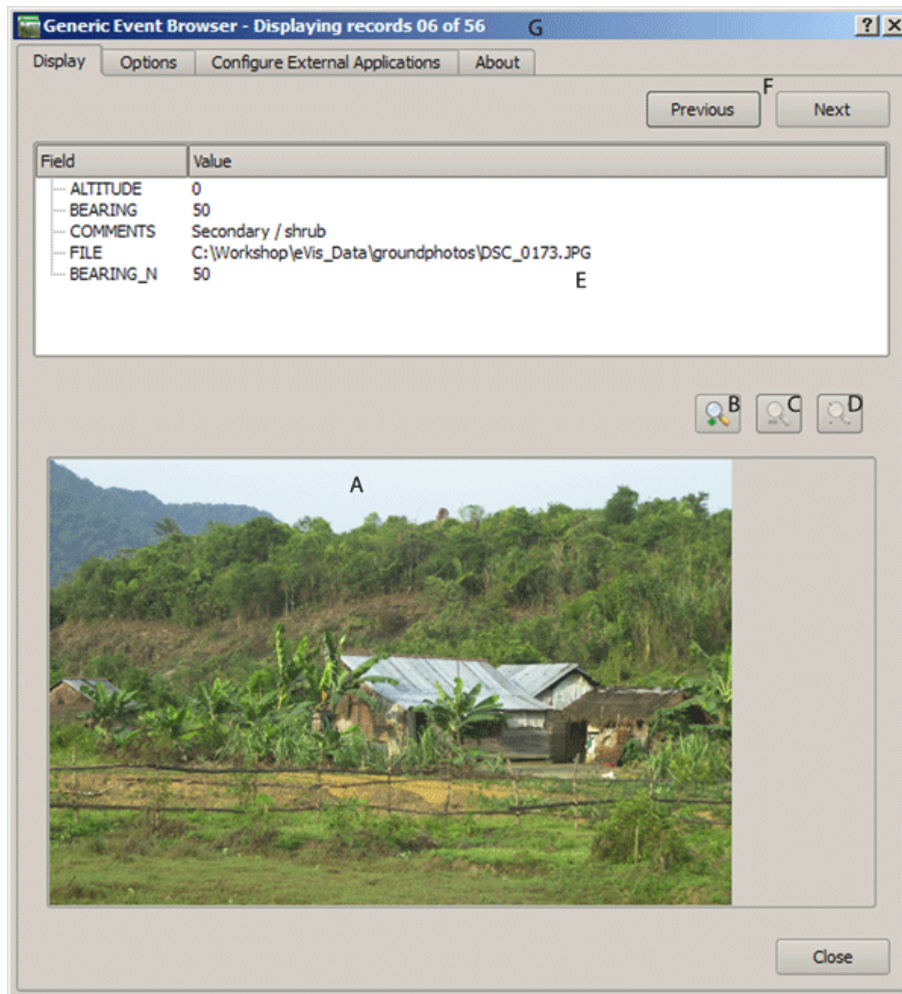 Generic Event Browser - Displaying records 06 of 56 G
Display Options Configure External Applications About
F
Previous Next
Field Value
ALTITUDE 0
BEARING 50
COMMENTS Secondary / shrub
FILE C:\Workshop\eVis_Data\groundphotos\DSC_0173.JPG
BEARING_N 50
E
B C D
A
Close